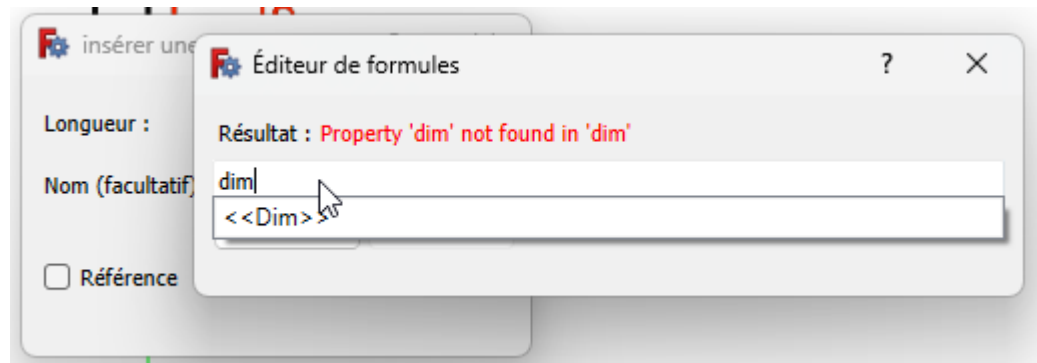 insérer une
Éditeur de formules
?
Longueur :
Résultat : Property 'dim' not found in 'dim'
Nom (facultatif)
dim
<<Dim>>
Référence